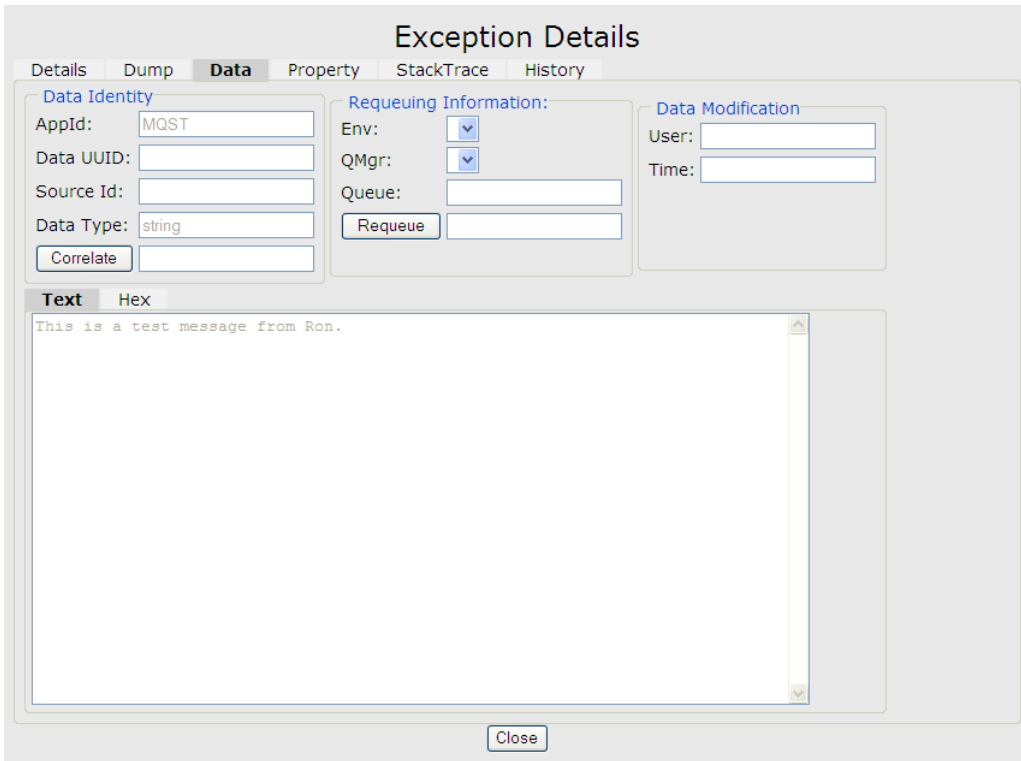 Exception Details
Details Dump Data Property StackTrace History
Data Identity
AppId: MQST
Data UUID:
Source Id:
Data Type: string
Correlate
Requeuing Information:
Env:
QMgr:
Queue:
Requeue
Data Modification
User:
Time:
Text Hex
This is a test message from Ron.
Close